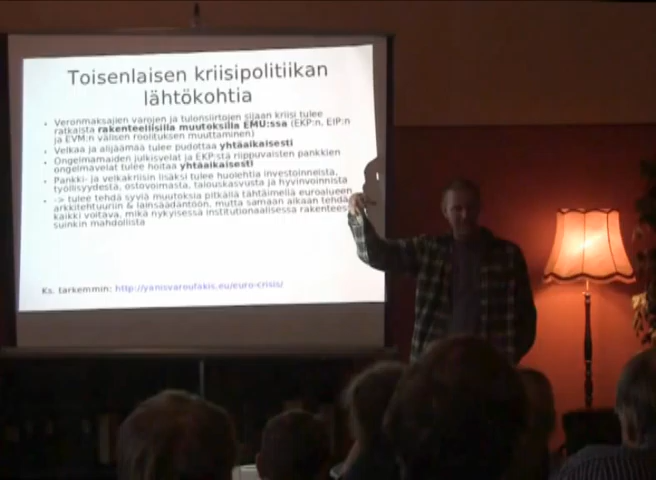 Toisenlaisen kriisipolitiikan
lähtökohtia
• Veronmaksajien varojen ja tulonsiirtojen sijaan kriisi tulee
ratkaista rakenteellisilla muutoksilla EMU:ssa (EKP:n, EIP:n
ja EVM:n välisen roolituksen muuttaminen)
• Velkaa ja alijäämää tulee pudottaa yhtäaikaisesti
• Ongelmamaiden julkisvelat ja EKP:stä riippuvaisten pankkien
ongelmavelat tulee hoitaa yhtäaikaisesti
• Pankki- ja velkakriisin lisäksi tulee huolehtia investoinneista,
työllisyydestä, ostovoimasta, talouskasvusta ja hyvinvoinnista
• -> tulee tehdä syviä muutoksia pitkällä tähtäimellä euroalueen
arkkitehtuuriin & lainsäädäntöön, mutta samaan aikaan tehdä
kaikki voitava, mikä nykyisessä institutionaalisessa
suinkin mahdollista
Ks. tarkemmin: http://yanisvaroufakis.eu/euro-crisis/